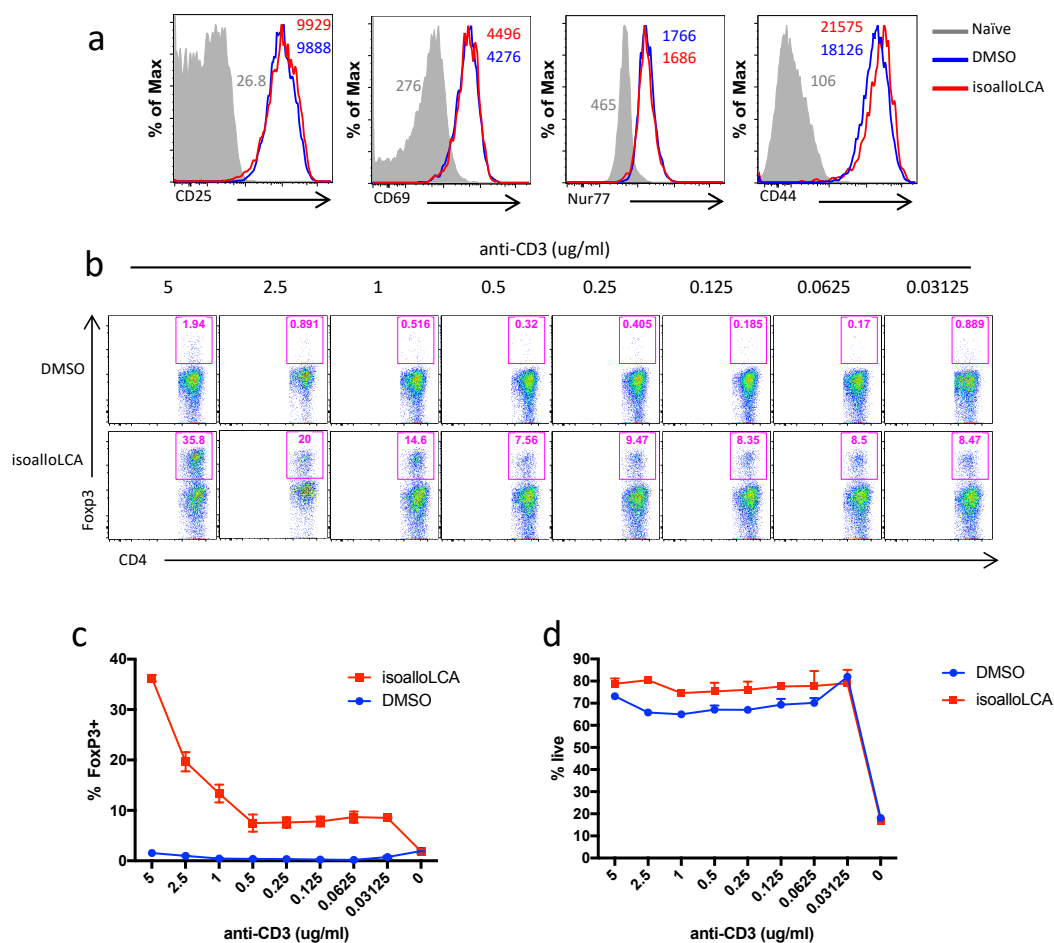 a
% of Max
9929
9888
26.8
CD25
% of Max
4496
4276
276
CD69
% of Max
1766
1686
465
Nur77
% of Max
21575
18126
106
CD44
Naïve
DMSO
isoalloLCA
b
anti-CD3 (ug/ml)
5 2.5 1 0.5 0.25 0.125 0.0625 0.03125
DMSO
1.94 0.891 0.516 0.32 0.405 0.185 0.17 0.889
isoalloLCA
35.8 20 14.6 7.56 9.47 8.35 8.5 8.47
Foxp3
CD4
c
% FoxP3+
40
30
20
10
0
5 2.5 1 0.5 0.25 0.125 0.0625 0.03125 0
anti-CD3 (ug/ml)
isoalloLCA
DMSO
d
% live
90
80
70
60
50
40
30
20
10
0
5 2.5 1 0.5 0.25 0.125 0.0625 0.03125 0
anti-CD3 (ug/ml)
DMSO
isoalloLCA